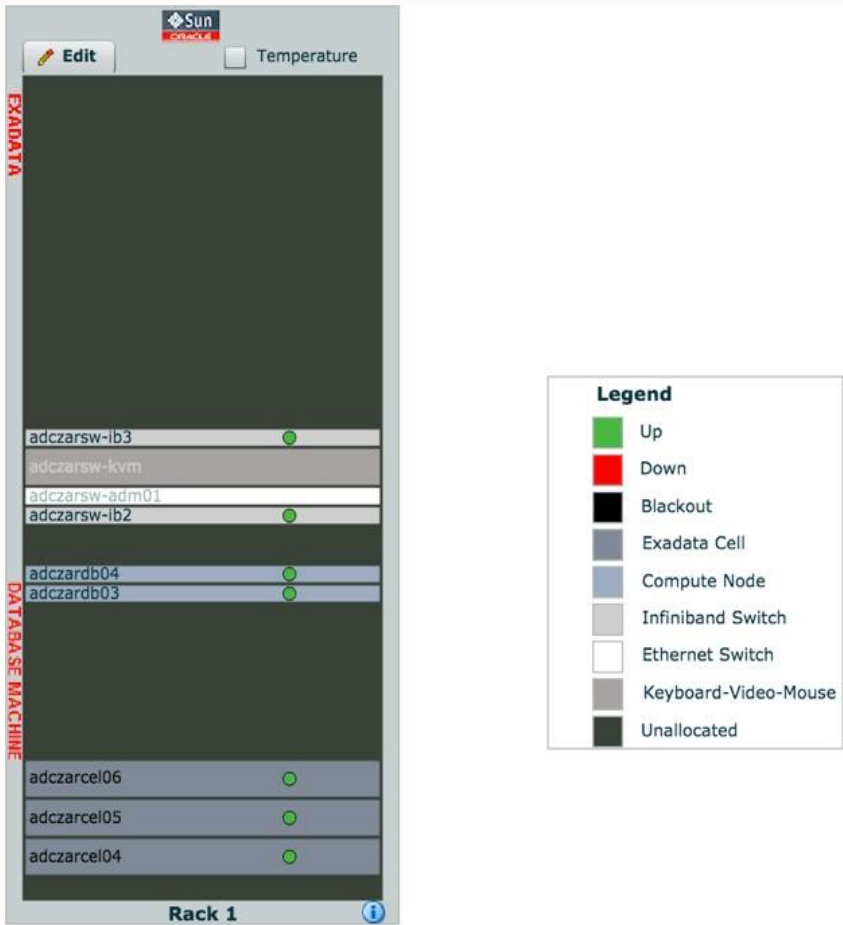 Sun
ORACLE
Edit
Temperature
EXADATA
adczarsw-ib3
adczarsw-kvm
adczarsw-adm01
adczarsw-ib2
adczardb04
adczardb03
DATABASE MACHINE
adczarcel06
adczarcel05
adczarcel04
Rack 1
i
Legend
Up
Down
Blackout
Exadata Cell
Compute Node
Infiniband Switch
Ethernet Switch
Keyboard-Video-Mouse
Unallocated